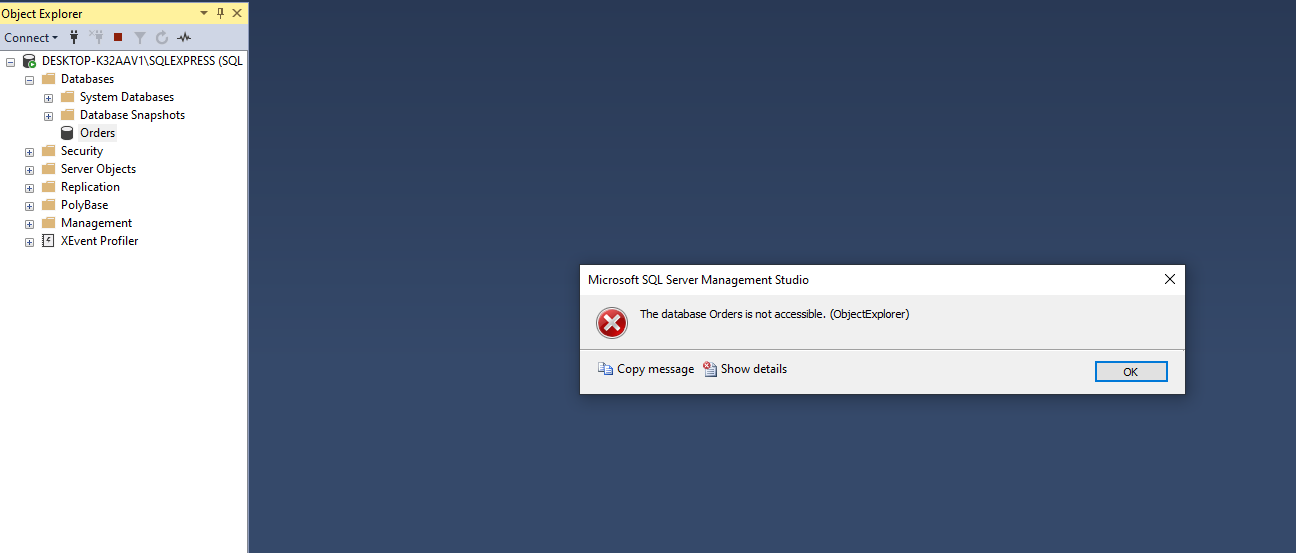 Object Explorer
Connect
DESKTOP-K32AAV1\SQLEXPRESS (SQL
Databases
System Databases
Database Snapshots
Orders
Security
Server Objects
Replication
PolyBase
Management
XEvent Profiler
Microsoft SQL Server Management Studio
The database Orders is not accessible. (ObjectExplorer)
Copy message Show details OK